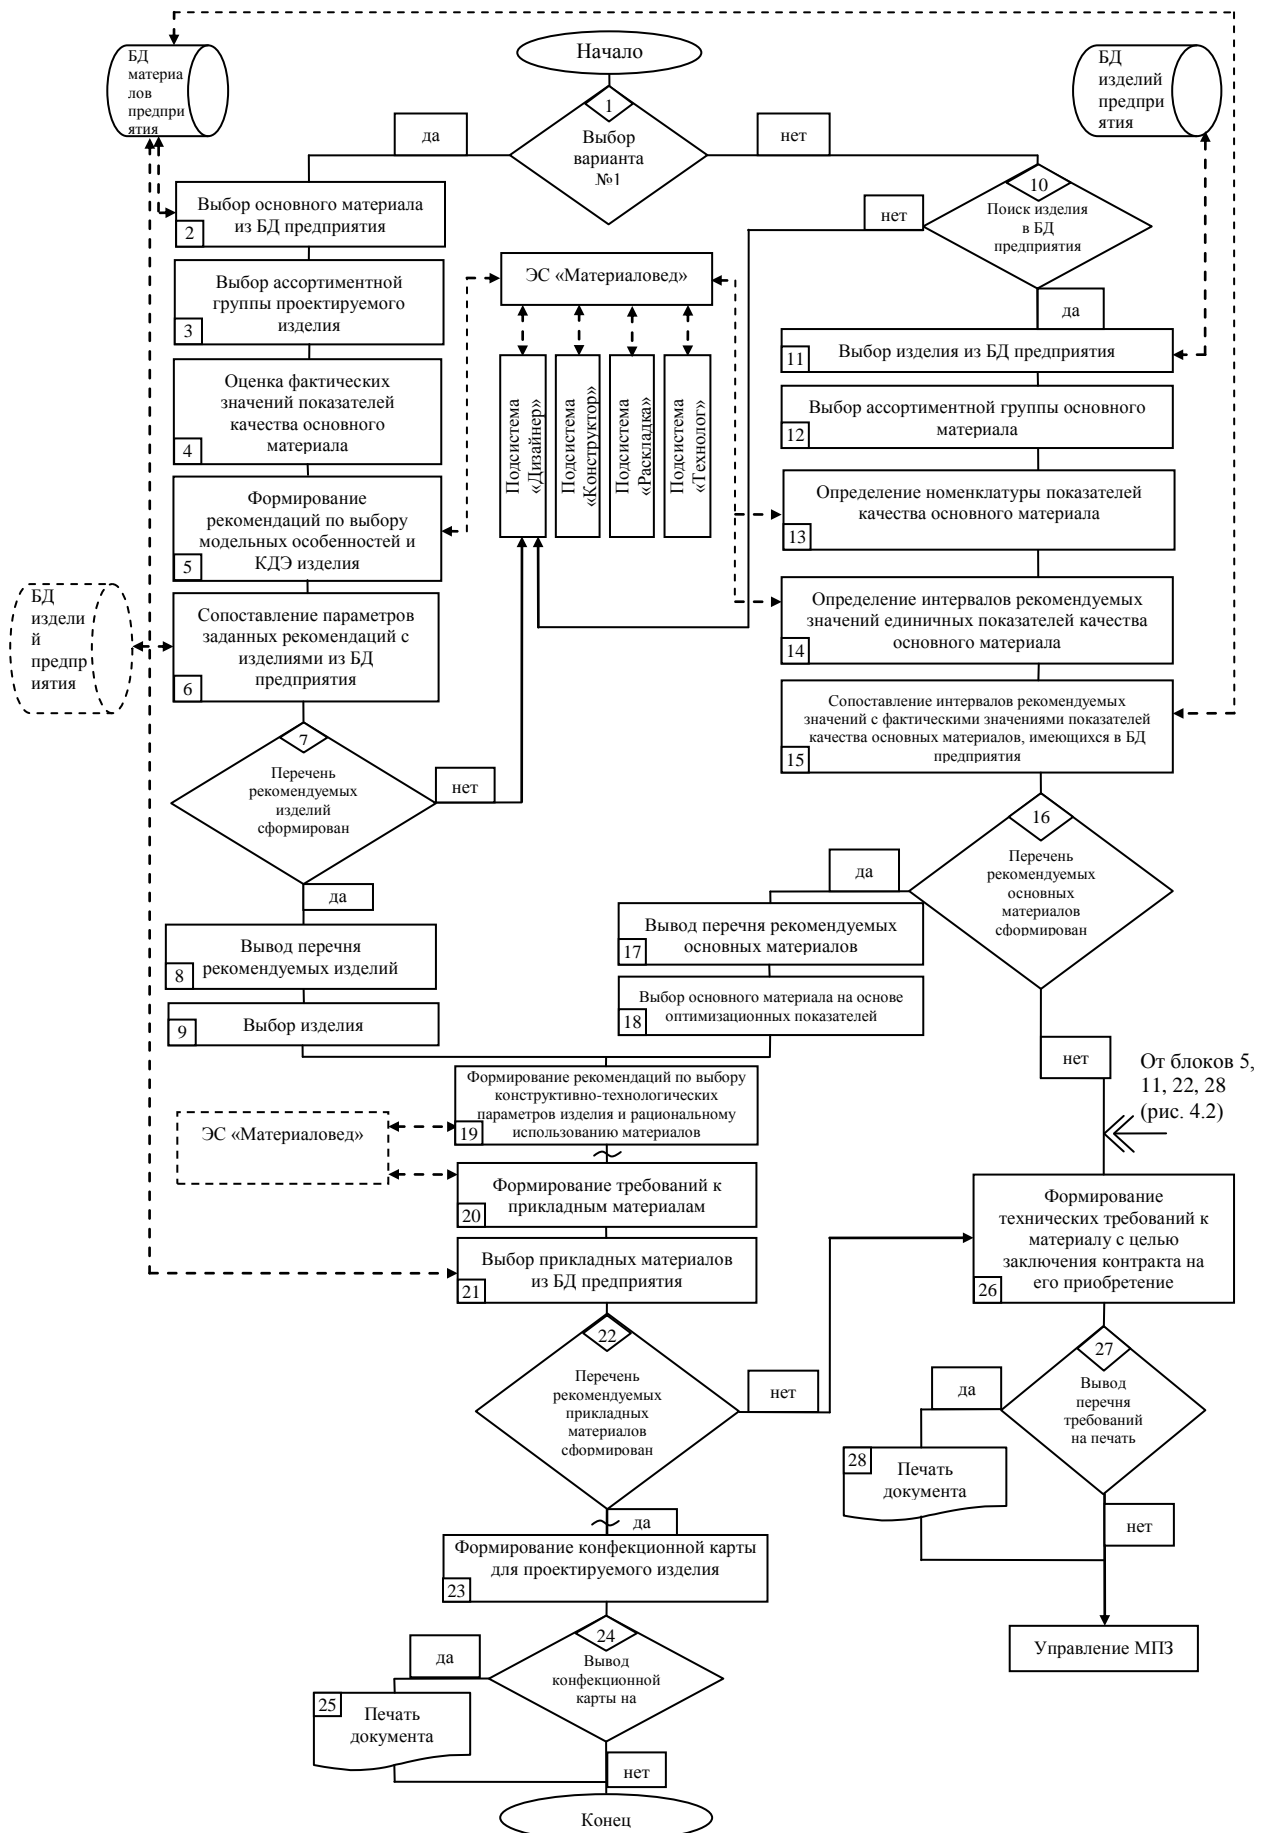 Начало
БД
материа
лов
предпри
ятия
БД
изделий
предпри
ятия
1
Выбор
варианта
№1
да
нет
10
Поиск изделия
в БД
предприятия
нет
да
Выбор основного материала
из БД предприятия
2
Выбор ассортиментной
группы проектируемого
изделия
3
Оценка фактических
значений показателей
качества основного
материала
4
Формирование
рекомендаций по выбору
модельных особенностей и
КДЭ изделия
5
БД
издели
й
предпр
иятия
Сопоставление параметров
заданных рекомендаций с
изделиями из БД
предприятия
6
7
Перечень
рекомендуемых
изделий
сформирован
нет
да
Вывод перечня
рекомендуемых изделий
8
Выбор изделия
9
ЭС «Материаловед»
Подсистема
«Дизайнер»
Подсистема
«Конструктор»
Подсистема
«Раскладка»
Подсистема
«Технолог»
Выбор изделия из БД предприятия
11
Выбор ассортиментной группы основного
материала
12
Определение номенклатуры показателей
качества основного материала
13
Определение интервалов рекомендуемых
значений единичных показателей качества
основного материала
14
Сопоставление интервалов рекомендуемых
значений с фактическими значениями показателей
качества основных материалов, имеющихся в БД
предприятия
15
16
Перечень
рекомендуемых
основных
материалов
сформирован
да
нет
Вывод перечня рекомендуемых
основных материалов
17
Выбор основного материала на основе
оптимизационных показателей
18
От блоков 5,
11, 22, 28
(рис. 4.2)
Формирование рекомендаций по выбору
конструктивно-технологических
параметров изделия и рациональному
использованию материалов
19
ЭС «Материаловед»
Формирование требований к
прикладным материалам
20
Выбор прикладных материалов
из БД предприятия
21
22
Перечень
рекомендуемых
прикладных
материалов
сформирован
нет
да
Формирование
технических требований к
материалу с целью
заключения контракта на
его приобретение
26
27
Вывод
перечня
требований
на печать
да
нет
28
Печать
документа
Управление МПЗ
Формирование конфекционной карты
для проектируемого изделия
23
24
Вывод
конфекционной
карты на
да
нет
25
Печать
документа
Конец